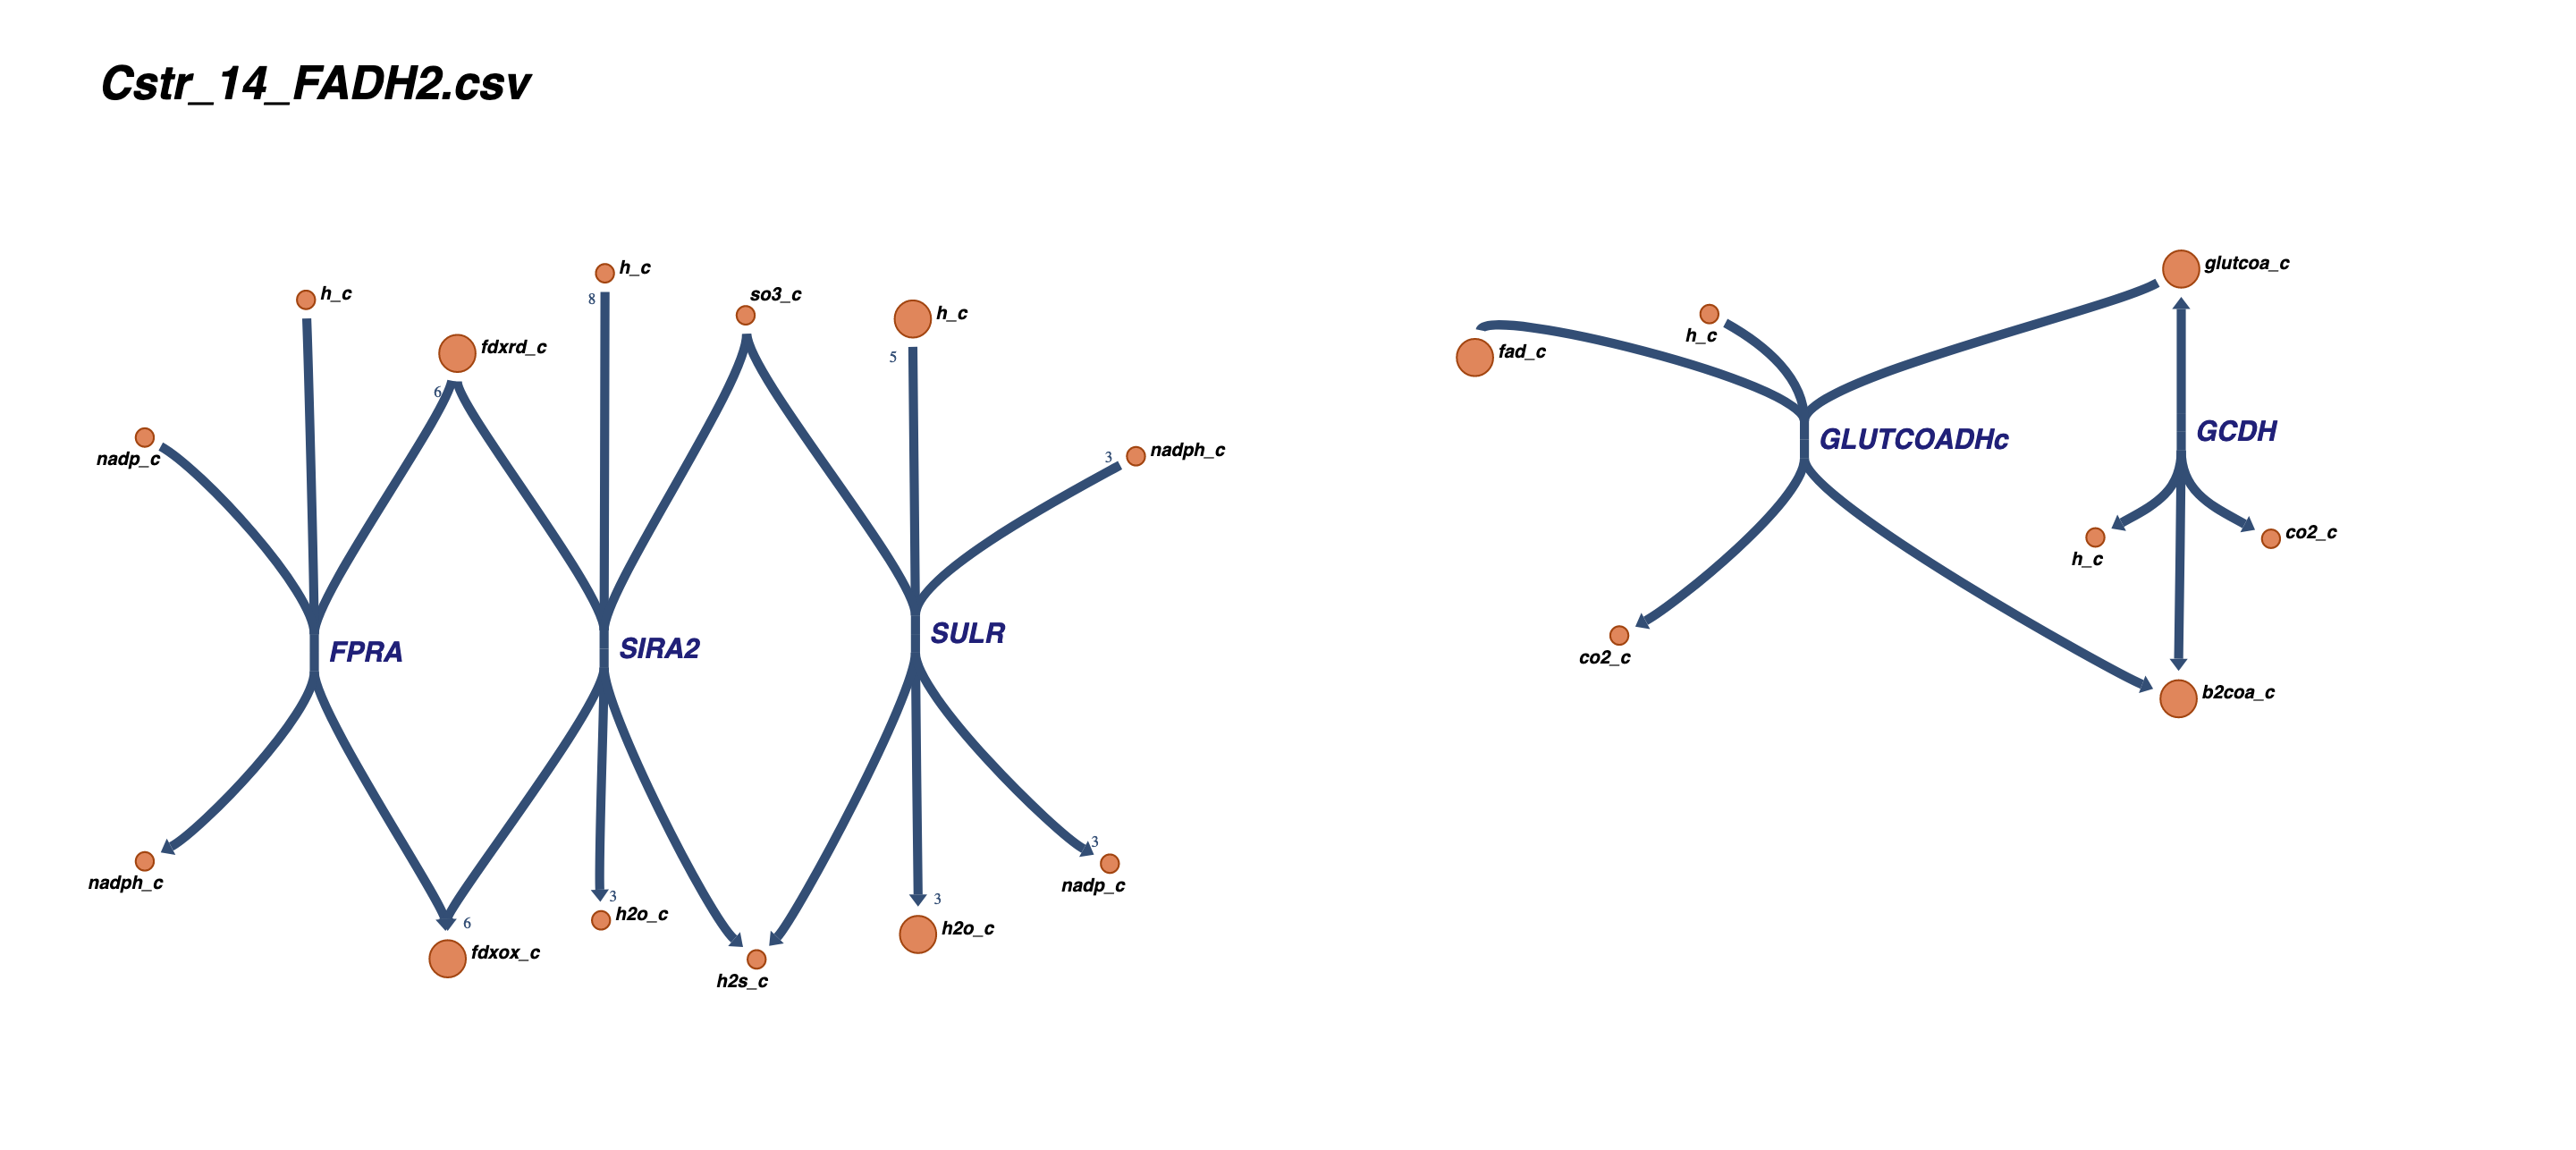 Cstr_14_FADH2.csv
h_c
8
h_c
so3_c
h_c
5
fdxrd_c
6
nadp_c
3
nadph_c
FPRA
SIRA2
SULR
nadph_c
6
fdxox_c
3
h2o_c
h2s_c
3
h2o_c
3
nadp_c
glutcoa_c
h_c
fad_c
GLUTCOADHc
GCDH
h_c
co2_c
co2_c
b2coa_c